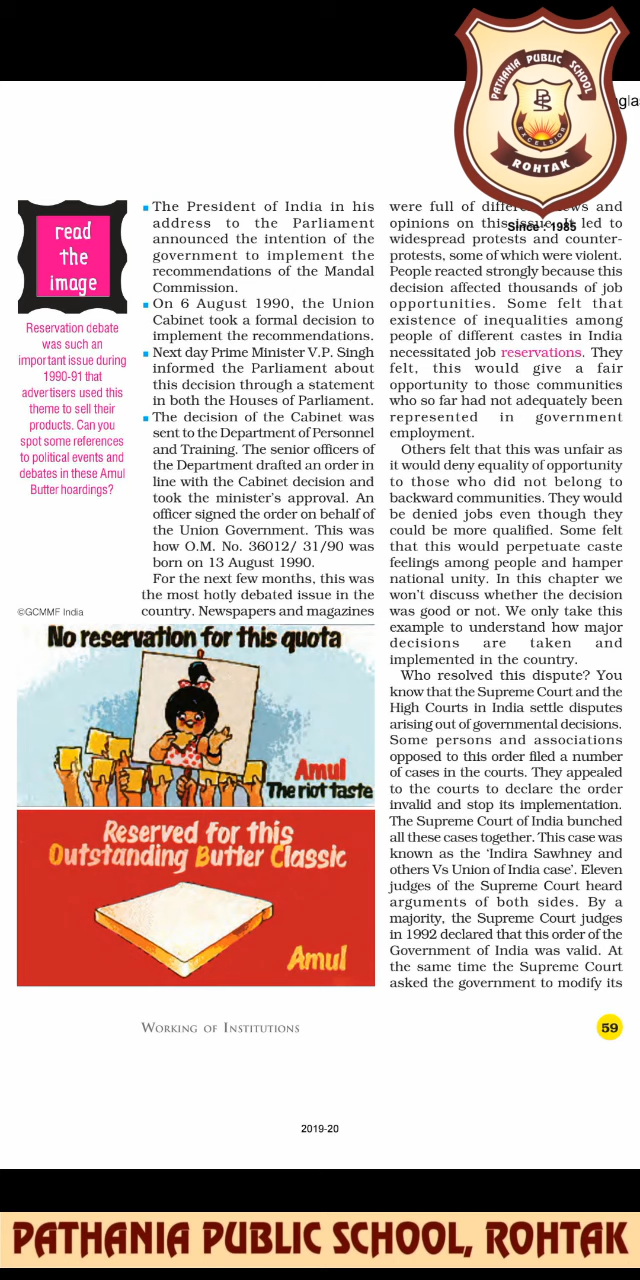 PATHANIA PUBLIC SCHOOL
EXCELSIOR
ROHTAK
Since : 1985
gla
read
the
image
Reservation debate
was such an
important issue during
1990-91 that
advertisers used this
theme to sell their
products. Can you
spot some references
to political events and
debates in these Amul
Butter hoardings?
©GCMMF India
The President of India in his
address to the Parliament
announced the intention of the
government to implement the
recommendations of the Mandal
Commission.
On 6 August 1990, the Union
Cabinet took a formal decision to
implement the recommendations.
Next day Prime Minister V.P. Singh
informed the Parliament about
this decision through a statement
in both the Houses of Parliament.
The decision of the Cabinet was
sent to the Department of Personnel
and Training. The senior officers of
the Department drafted an order in
line with the Cabinet decision and
took the minister's approval. An
officer signed the order on behalf of
the Union Government. This was
how O.M. No. 36012/ 31/90 was
born on 13 August 1990.
For the next few months, this was
the most hotly debated issue in the
country. Newspapers and magazines
No reservation for this quota
Amul
The riot taste
Reserved for this
Outstanding Butter Classic
Amul
were full of and
opinions on this led to
widespread protests and counter-
protests, some of which were violent.
People reacted strongly because this
decision affected thousands of job
opportunities. Some felt that
existence of inequalities among
people of different castes in India
necessitated job reservations. They
felt, this would give a fair
opportunity to those communities
who so far had not adequately been
represented in government
employment.
Others felt that this was unfair as
it would deny equality of opportunity
to those who did not belong to
backward communities. They would
be denied jobs even though they
could be more qualified. Some felt
that this would perpetuate caste
feelings among people and hamper
national unity. In this chapter we
won't discuss whether the decision
was good or not. We only take this
example to understand how major
decisions are taken and
implemented in the country.
Who resolved this dispute? You
know that the Supreme Court and the
High Courts in India settle disputes
arising out of governmental decisions.
Some persons and associations
opposed to this order filed a number
of cases in the courts. They appealed
to the courts to declare the order
invalid and stop its implementation.
The Supreme Court of India bunched
all these cases together. This case was
known as the 'Indira Sawhney and
others Vs Union of India case'. Eleven
judges of the Supreme Court heard
arguments of both sides. By a
majority, the Supreme Court judges
in 1992 declared that this order of the
Government of India was valid. At
the same time the Supreme Court
asked the government to modify its
WORKING OF INSTITUTIONS
59
2019-20
PATHANIA PUBLIC SCHOOL, ROHTAK